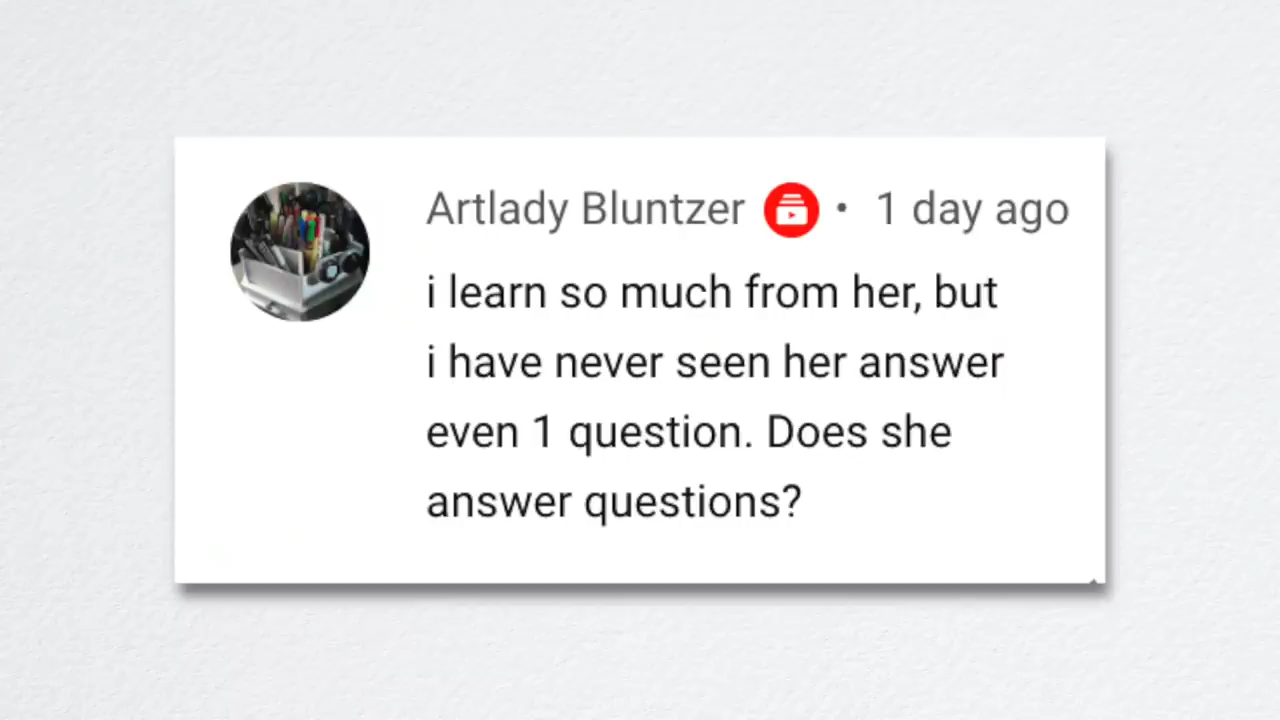 Artlady Bluntzer • 1 day ago
i learn so much from her, but
i have never seen her answer
even 1 question. Does she
answer questions?